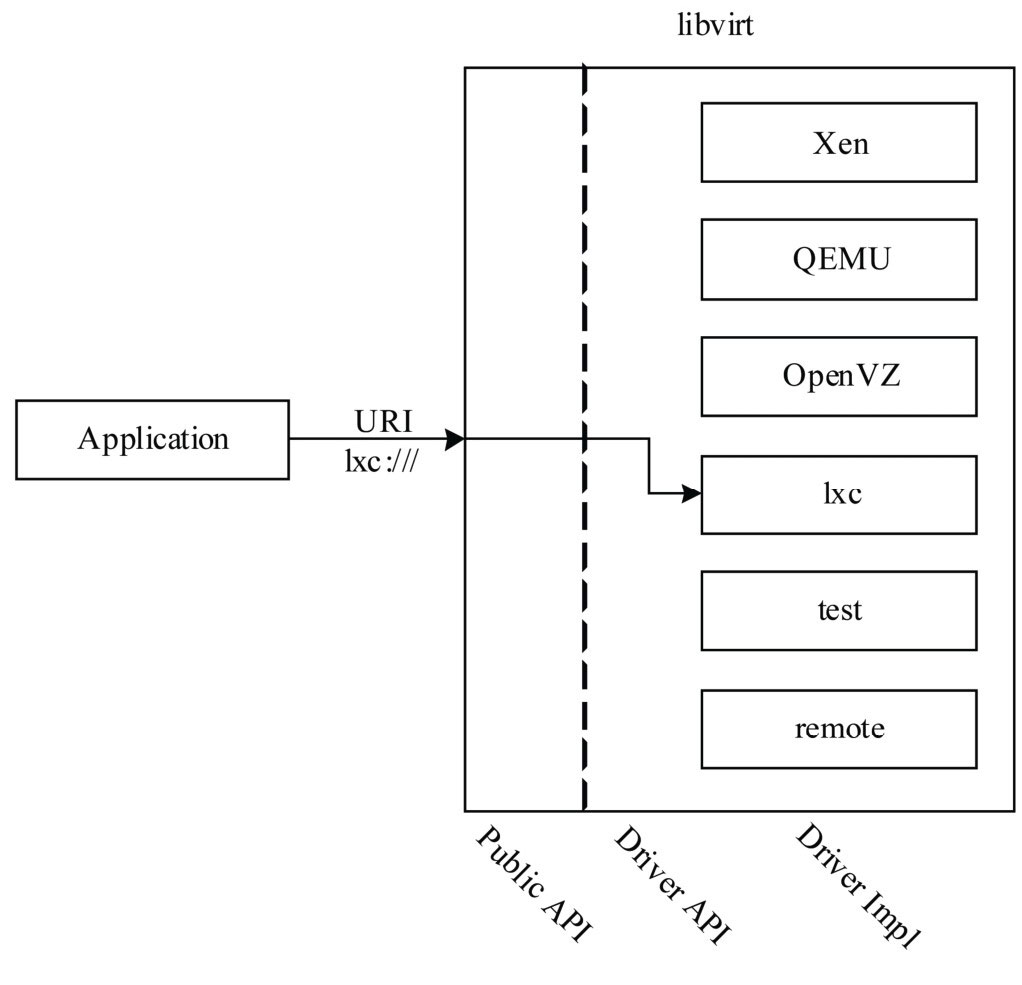 libvirt
Xen
QEMU
OpenVZ
Application
URI
lxc:///
lxc
test
remote
Public API
Driver API
Driver Impl